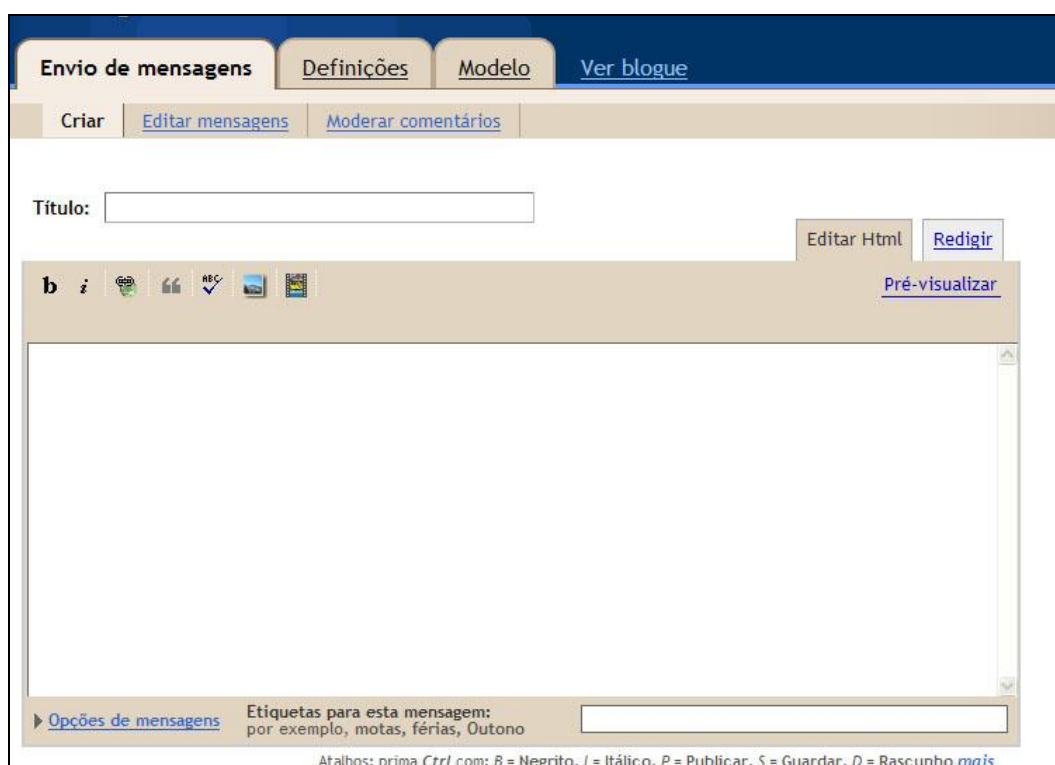 Envio de mensagens Definições Modelo Ver blogue
Criar Editar mensagens Moderar comentários
Título:
Editar Html Redigir
b i ABC Pré-visualizar
Opções de mensagens Etiquetas para esta mensagem:
por exemplo, motas, férias, Outono
Atalhos: prima Ctrl com: B = Negrito, I = Itálico, P = Publicar, S = Guardar, D = Rascunho mais